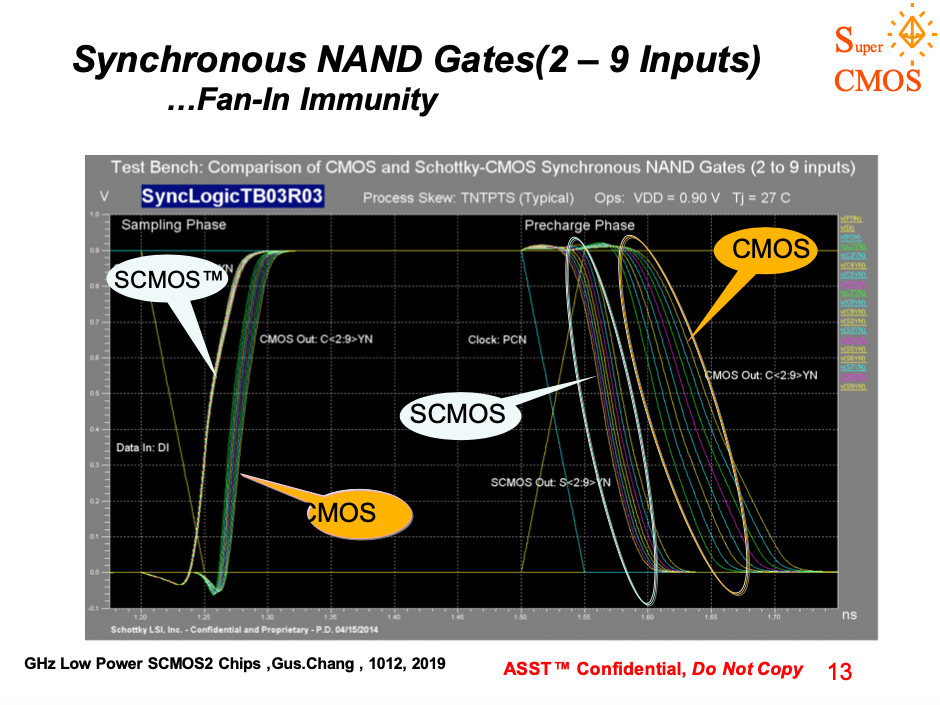 Synchronous NAND Gates(2 – 9 Inputs)
…Fan-In Immunity
Super
CMOS
Test Bench: Comparison of CMOS and Schottky-CMOS Synchronous NAND Gates (2 to 9 inputs)
V
SyncLogicTB03R03
Process Skew: TNTPTS (Typical)
Ops: VDD = 0.90 V Tj = 27 C
1.0
Sampling Phase
Precharge Phase
CMOS
0.9
SCMOS™
YN
0.8
0.7
CMOS Out: C<2:9>YN
Clock: PCN
0.6
CMOS Out: C<2:9>YN
0.5
SCMOS
0.4
Data In: DI
0.3
SCMOS Out: S<2:9>YN
0.2
CMOS
0.1
0.0
-0.1
1.20
1.25
1.30
1.35
1.40
1.45
1.50
1.55
1.60
1.65
1.70
ns
Schottky LSI, Inc. - Confidential and Proprietary - P.D. 04/15/2014
GHz Low Power SCMOS2 Chips ,Gus.Chang , 1012, 2019
ASST™ Confidential, Do Not Copy
13